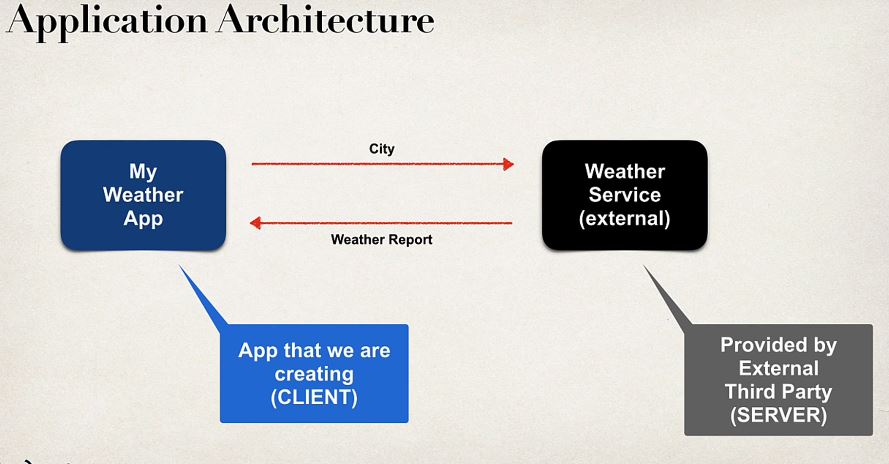 Application Architecture
City
My
Weather
App
Weather
Service
(external)
Weather Report
App that we are
creating
(CLIENT)
Provided by
External
Third Party
(SERVER)